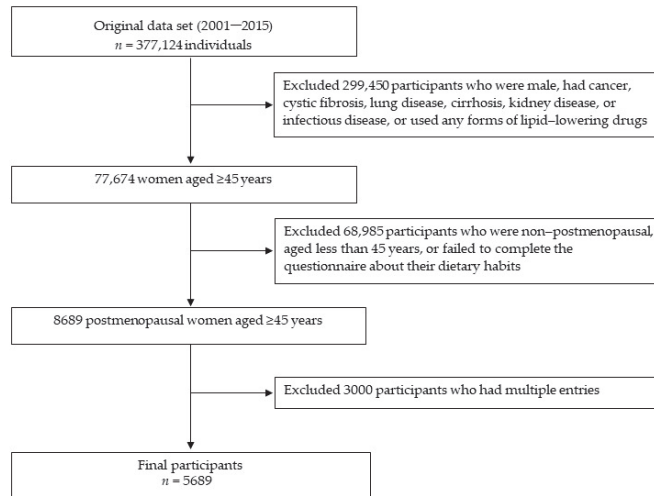 Original data set (2001—2015)
n = 377,124 individuals
Excluded 299,450 participants who were male, had cancer,
cystic fibrosis, lung disease, cirrhosis, kidney disease, or
infectious disease, or used any forms of lipid–lowering drugs
77,674 women aged ≥45 years
Excluded 68,985 participants who were non–postmenopausal,
aged less than 45 years, or failed to complete the
questionnaire about their dietary habits
8689 postmenopausal women aged ≥45 years
Excluded 3000 participants who had multiple entries
Final participants
n = 5689